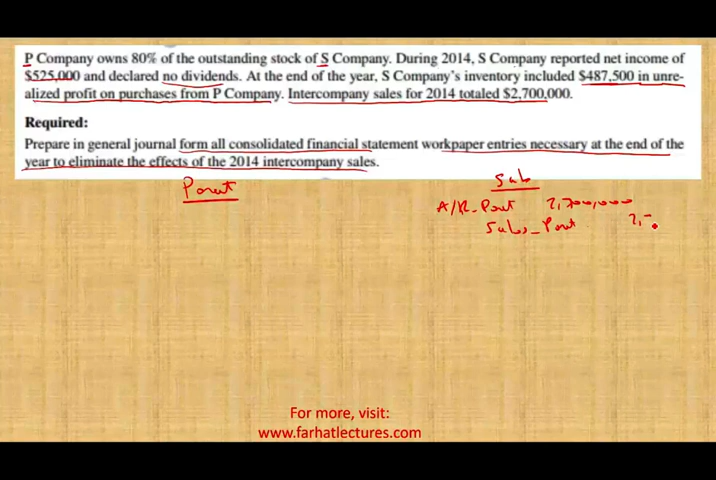 P Company owns 80% of the outstanding stock of S Company. During 2014, S Company reported net income of
$525,000 and declared no dividends. At the end of the year, S Company's inventory included $487,500 in unre-
alized profit on purchases from P Company. Intercompany sales for 2014 totaled $2,700,000.
Required:
Prepare in general journal form all consolidated financial statement workpaper entries necessary at the end of the
year to eliminate the effects of the 2014 intercompany sales.
Parent Sub
A/R - Parent 2,700,000
Sales - Parent 2,
For more, visit:
www.farhatlectures.com